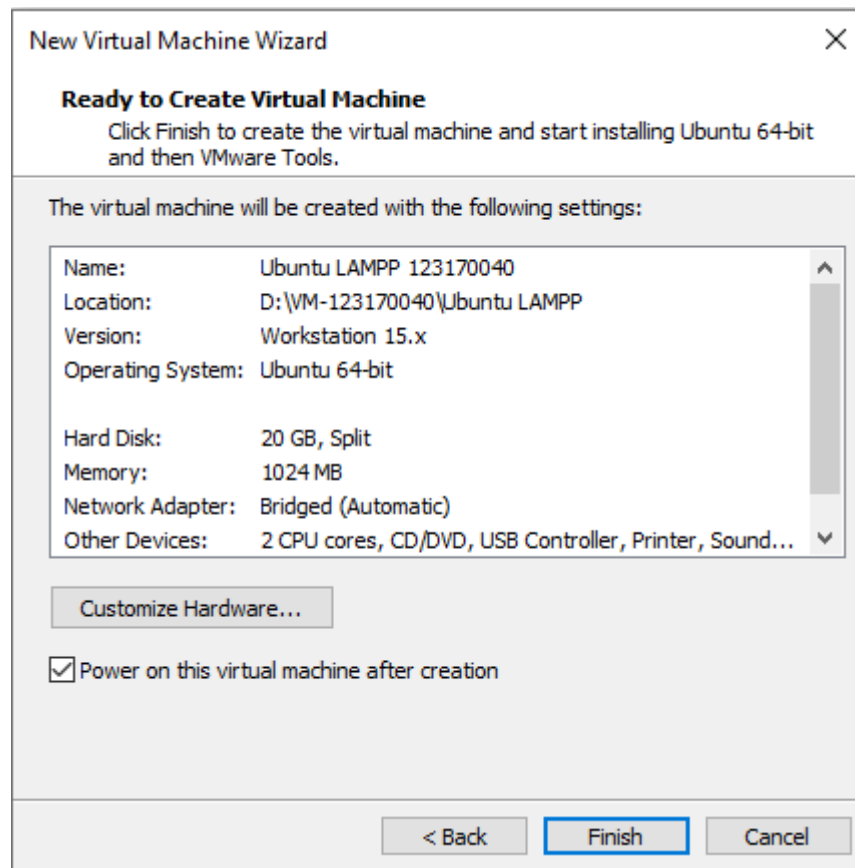 New Virtual Machine Wizard
Ready to Create Virtual Machine
Click Finish to create the virtual machine and start installing Ubuntu 64-bit
and then VMware Tools.
The virtual machine will be created with the following settings:
Name: Ubuntu LAMPP 123170040
Location: D:\VM-123170040\Ubuntu LAMPP
Version: Workstation 15.x
Operating System: Ubuntu 64-bit
Hard Disk: 20 GB, Split
Memory: 1024 MB
Network Adapter: Bridged (Automatic)
Other Devices: 2 CPU cores, CD/DVD, USB Controller, Printer, Sound...
Customize Hardware...
Power on this virtual machine after creation
< Back Finish Cancel